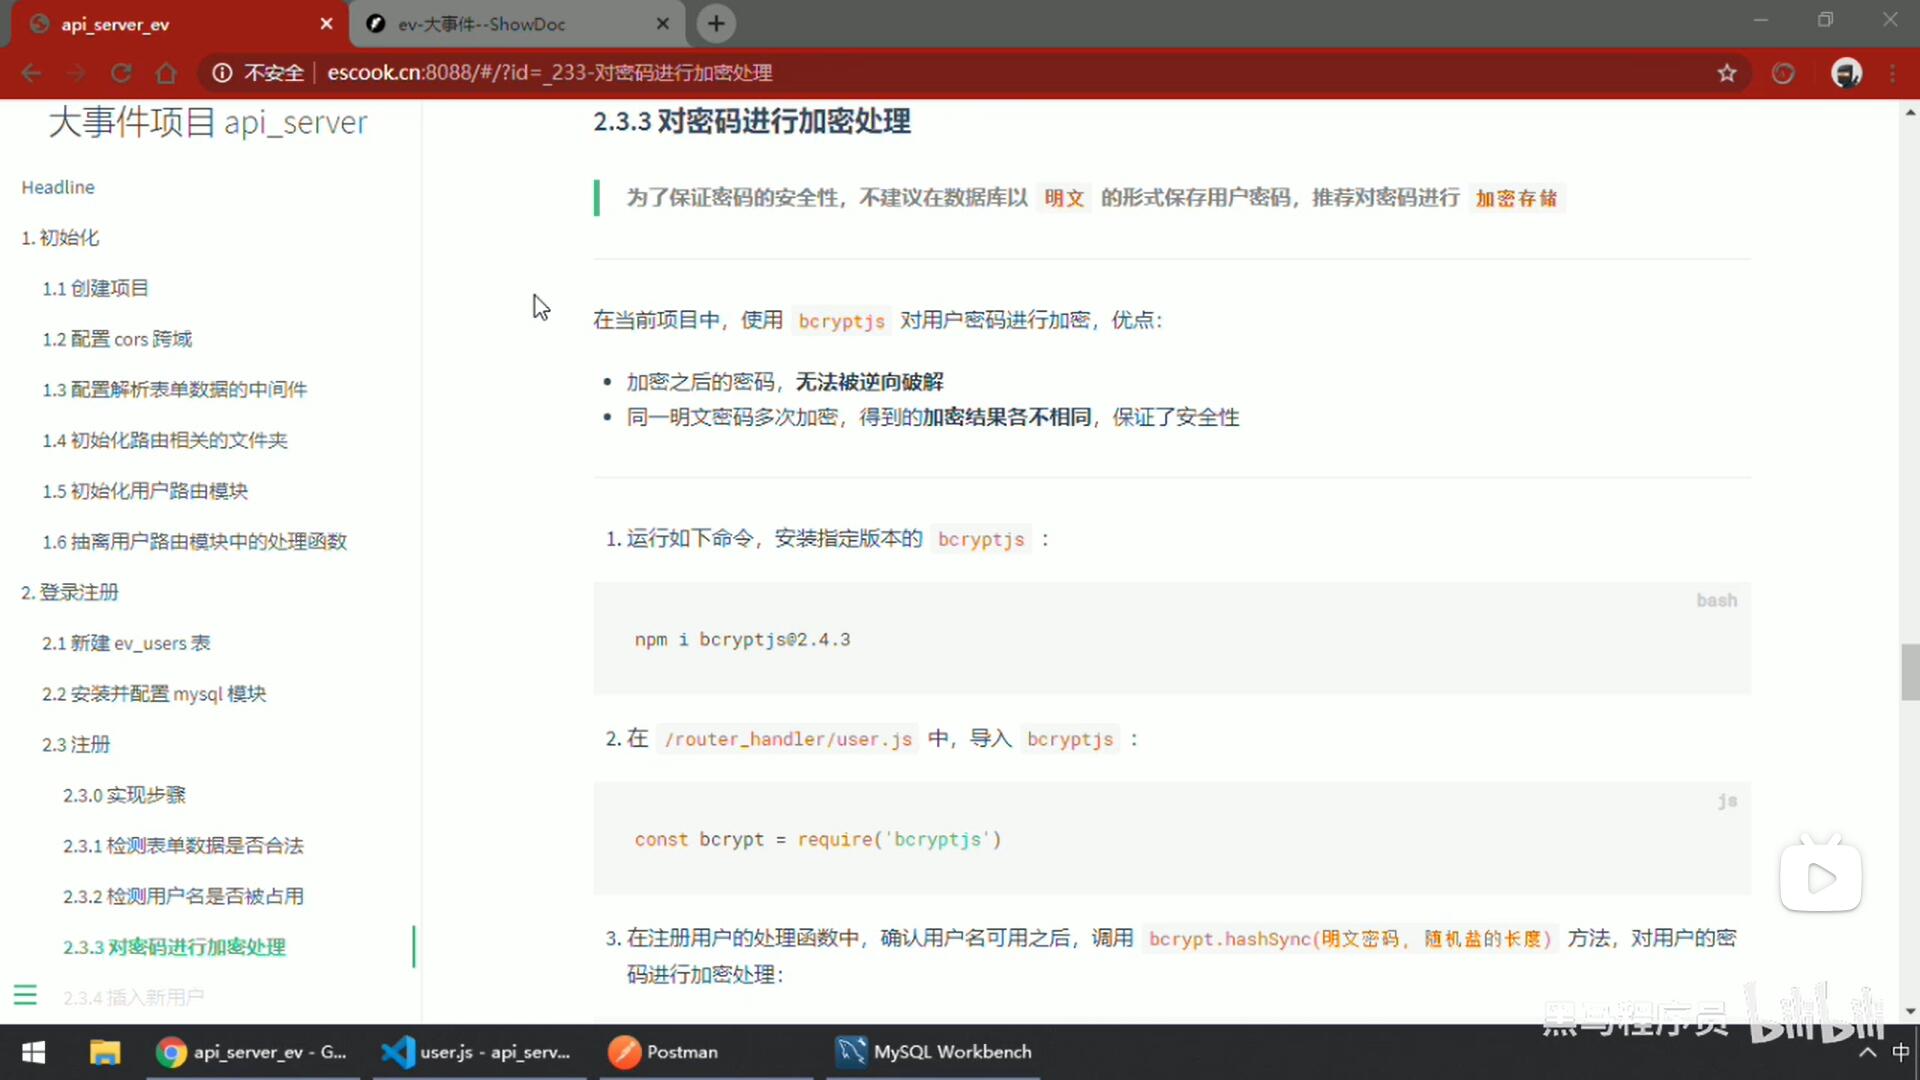 api_server_ev
ev-大事件--ShowDoc
不安全
escook.cn:8088/#/?id=_233-对密码进行加密处理
大事件项目 api_server
Headline
1. 初始化
1.1 创建项目
1.2 配置 cors 跨域
1.3 配置解析表单数据的中间件
1.4 初始化路由相关的文件夹
1.5 初始化用户路由模块
1.6 抽离用户路由模块中的处理函数
2. 登录注册
2.1 新建 ev_users 表
2.2 安装并配置 mysql 模块
2.3 注册
2.3.0 实现步骤
2.3.1 检测表单数据是否合法
2.3.2 检测用户名是否被占用
2.3.3 对密码进行加密处理
2.3.4 插入新用户
2.3.3 对密码进行加密处理
为了保证密码的安全性，不建议在数据库以 明文 的形式保存用户密码，推荐对密码进行 加密存储
在当前项目中，使用 bcryptjs 对用户密码进行加密，优点：
加密之后的密码，无法被逆向破解
同一明文密码多次加密，得到的加密结果各不相同，保证了安全性
1. 运行如下命令，安装指定版本的 bcryptjs ：
bash
npm i bcryptjs@2.4.3
2. 在 /router_handler/user.js 中，导入 bcryptjs ：
js
const bcrypt = require('bcryptjs')
3. 在注册用户的处理函数中，确认用户名可用之后，调用 bcrypt.hashSync(明文密码, 随机盐的长度) 方法，对用户的密
码进行加密处理：
黑马程序员 bilibili
api_server_ev - G...
user.js - api_serv...
Postman
MySQL Workbench
中